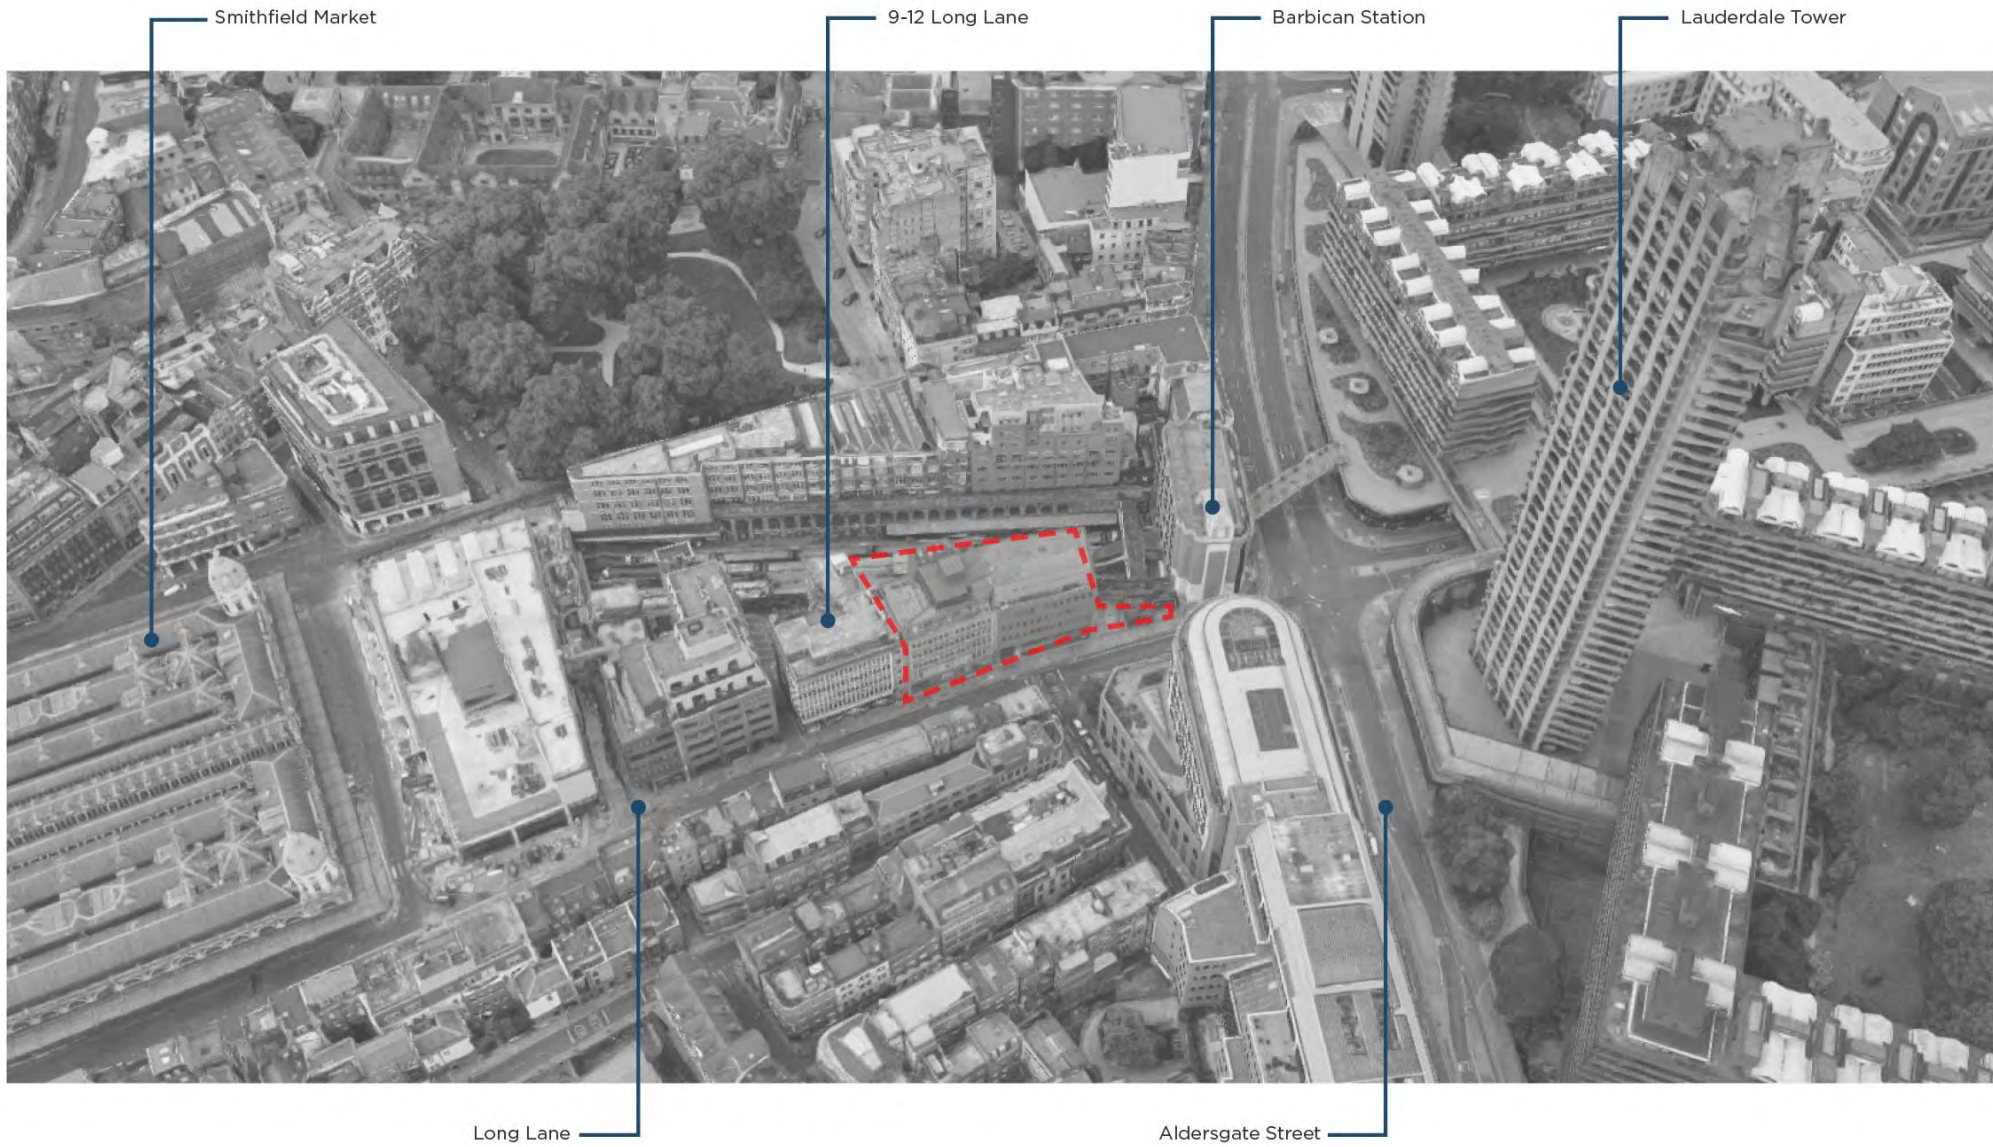 Smithfield Market
9-12 Long Lane
Barbican Station
Lauderdale Tower
Long Lane
Aldersgate Street